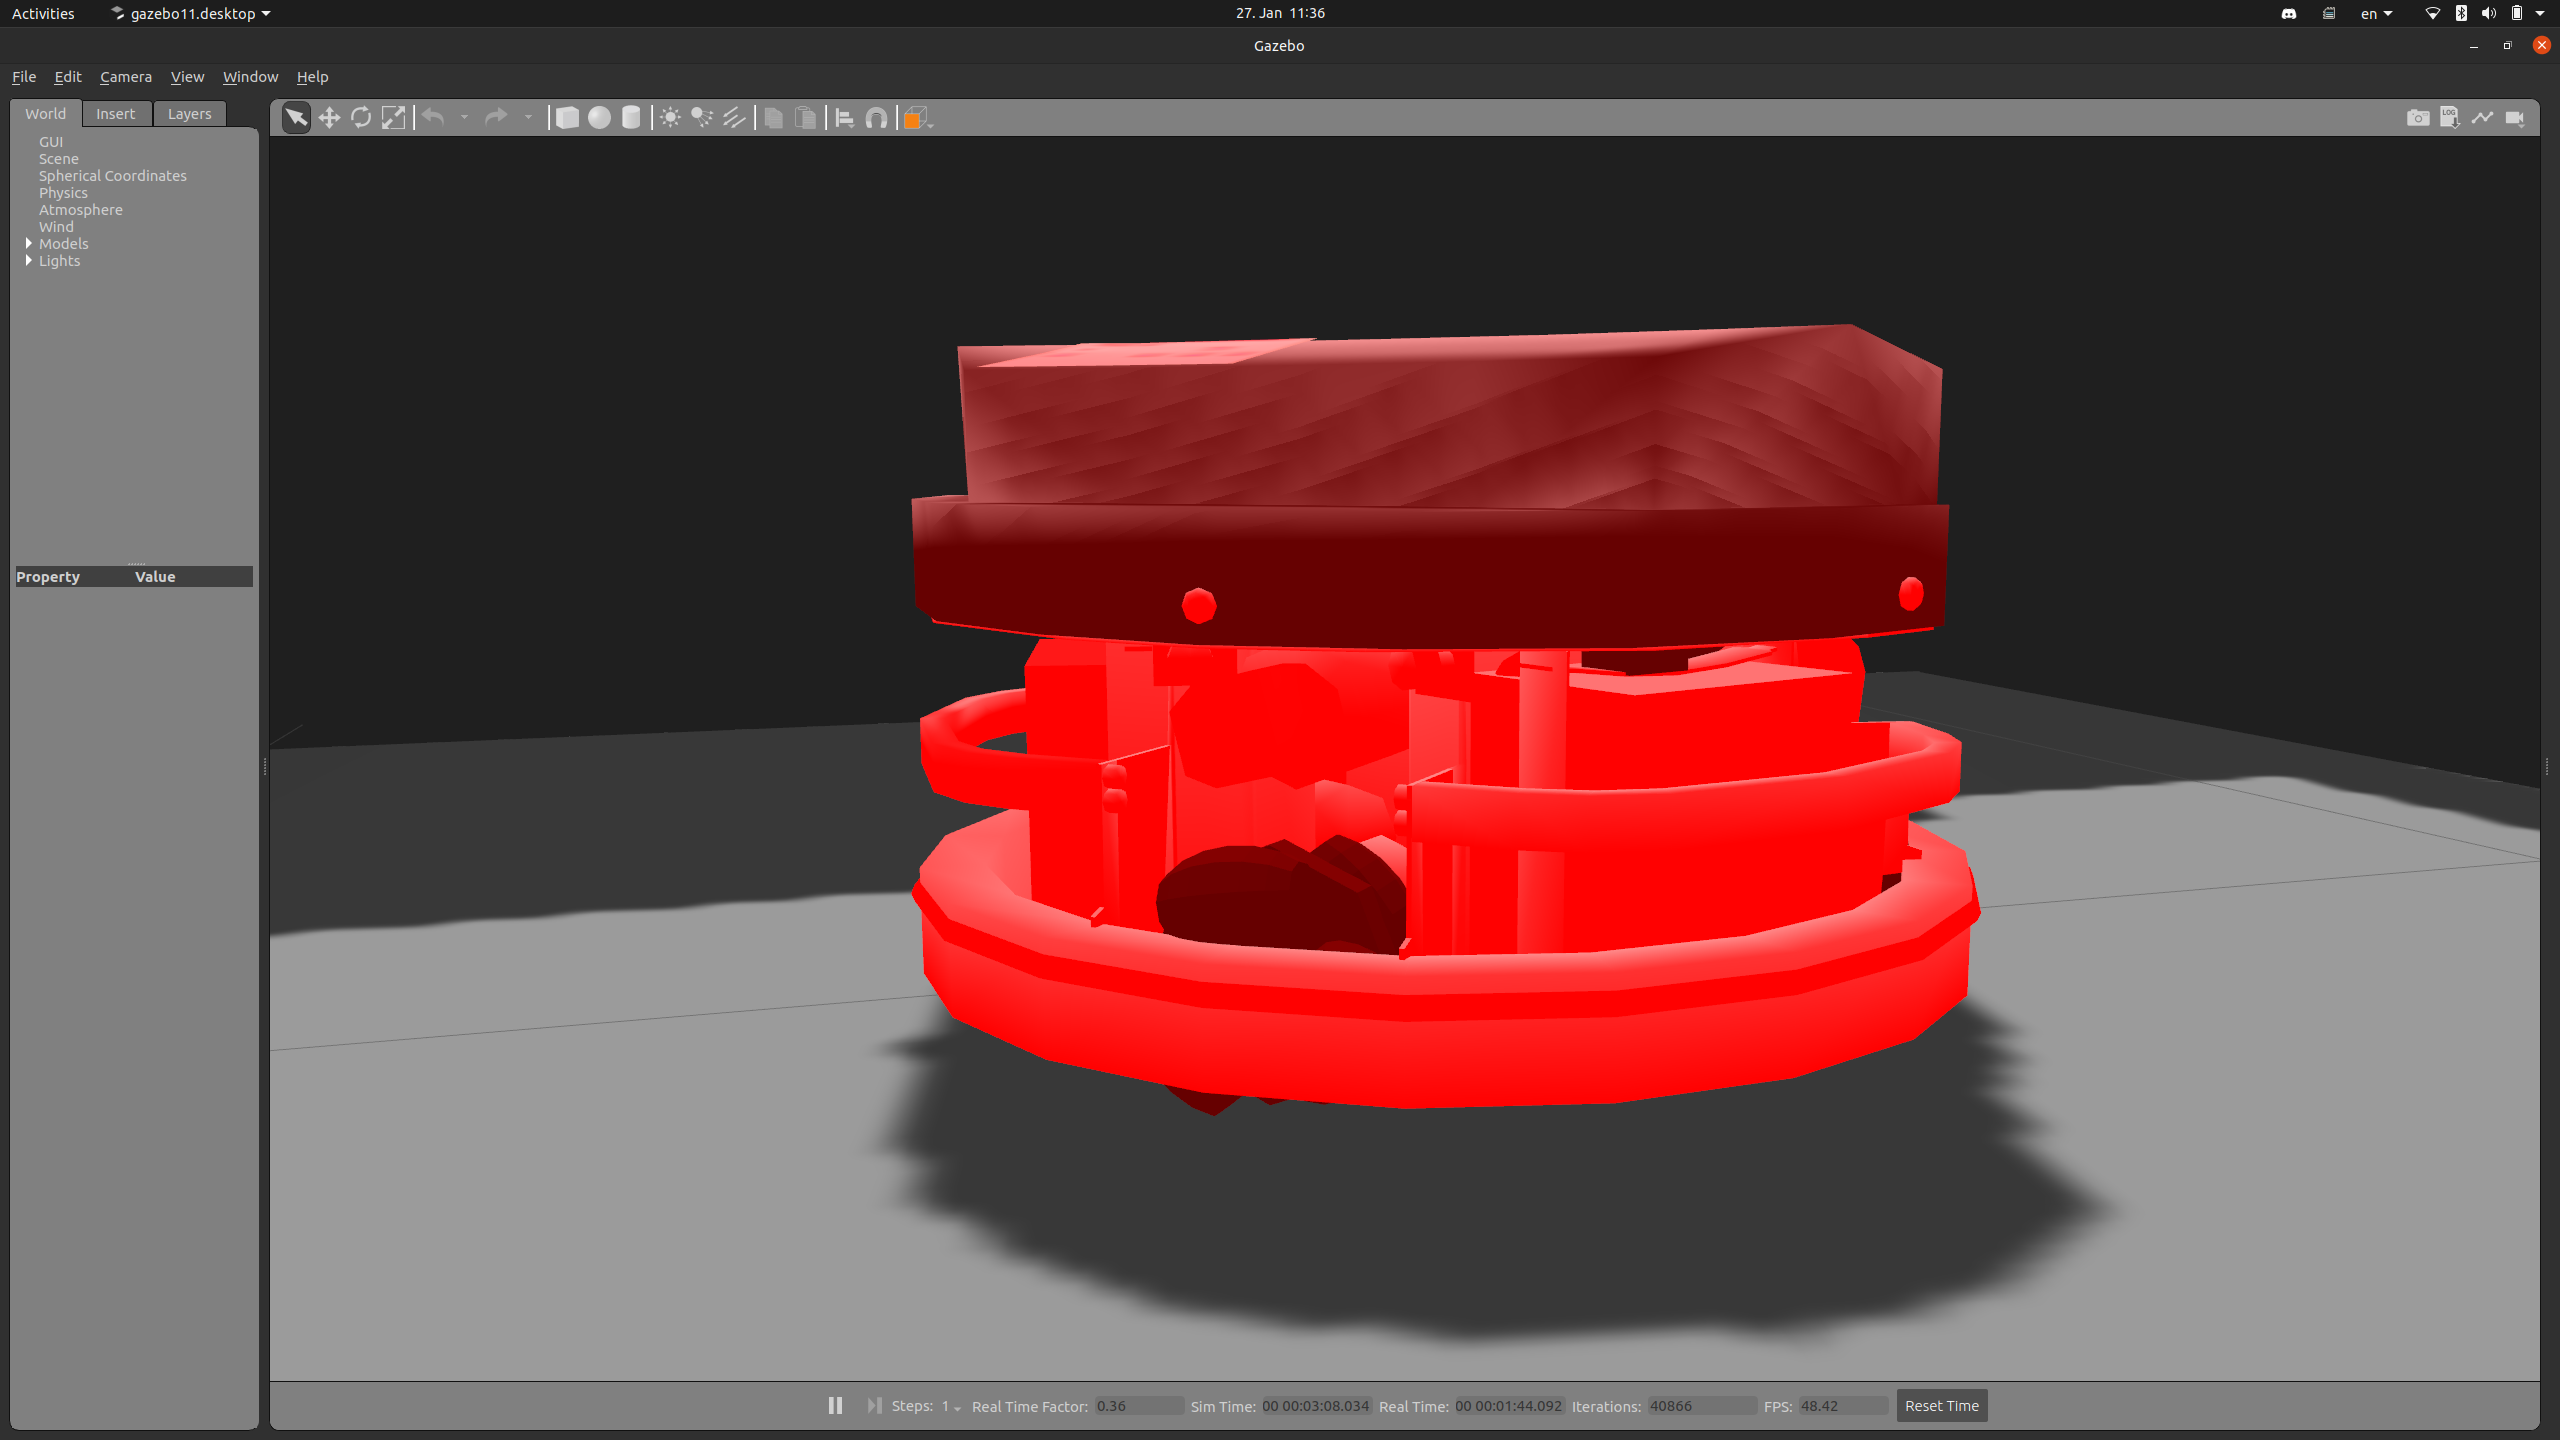 Activities gazebo11.desktop 27. Jan 11:36 en
Gazebo
File Edit Camera View Window Help
World Insert Layers
LOG
GUI
Scene
Spherical Coordinates
Physics
Atmosphere
Wind
Models
Lights
Property Value
Steps: 1 Real Time Factor: 0.36 Sim Time: 00 00:03:08.034 Real Time: 00 00:01:44.092 Iterations: 40866 FPS: 48.42 Reset Time